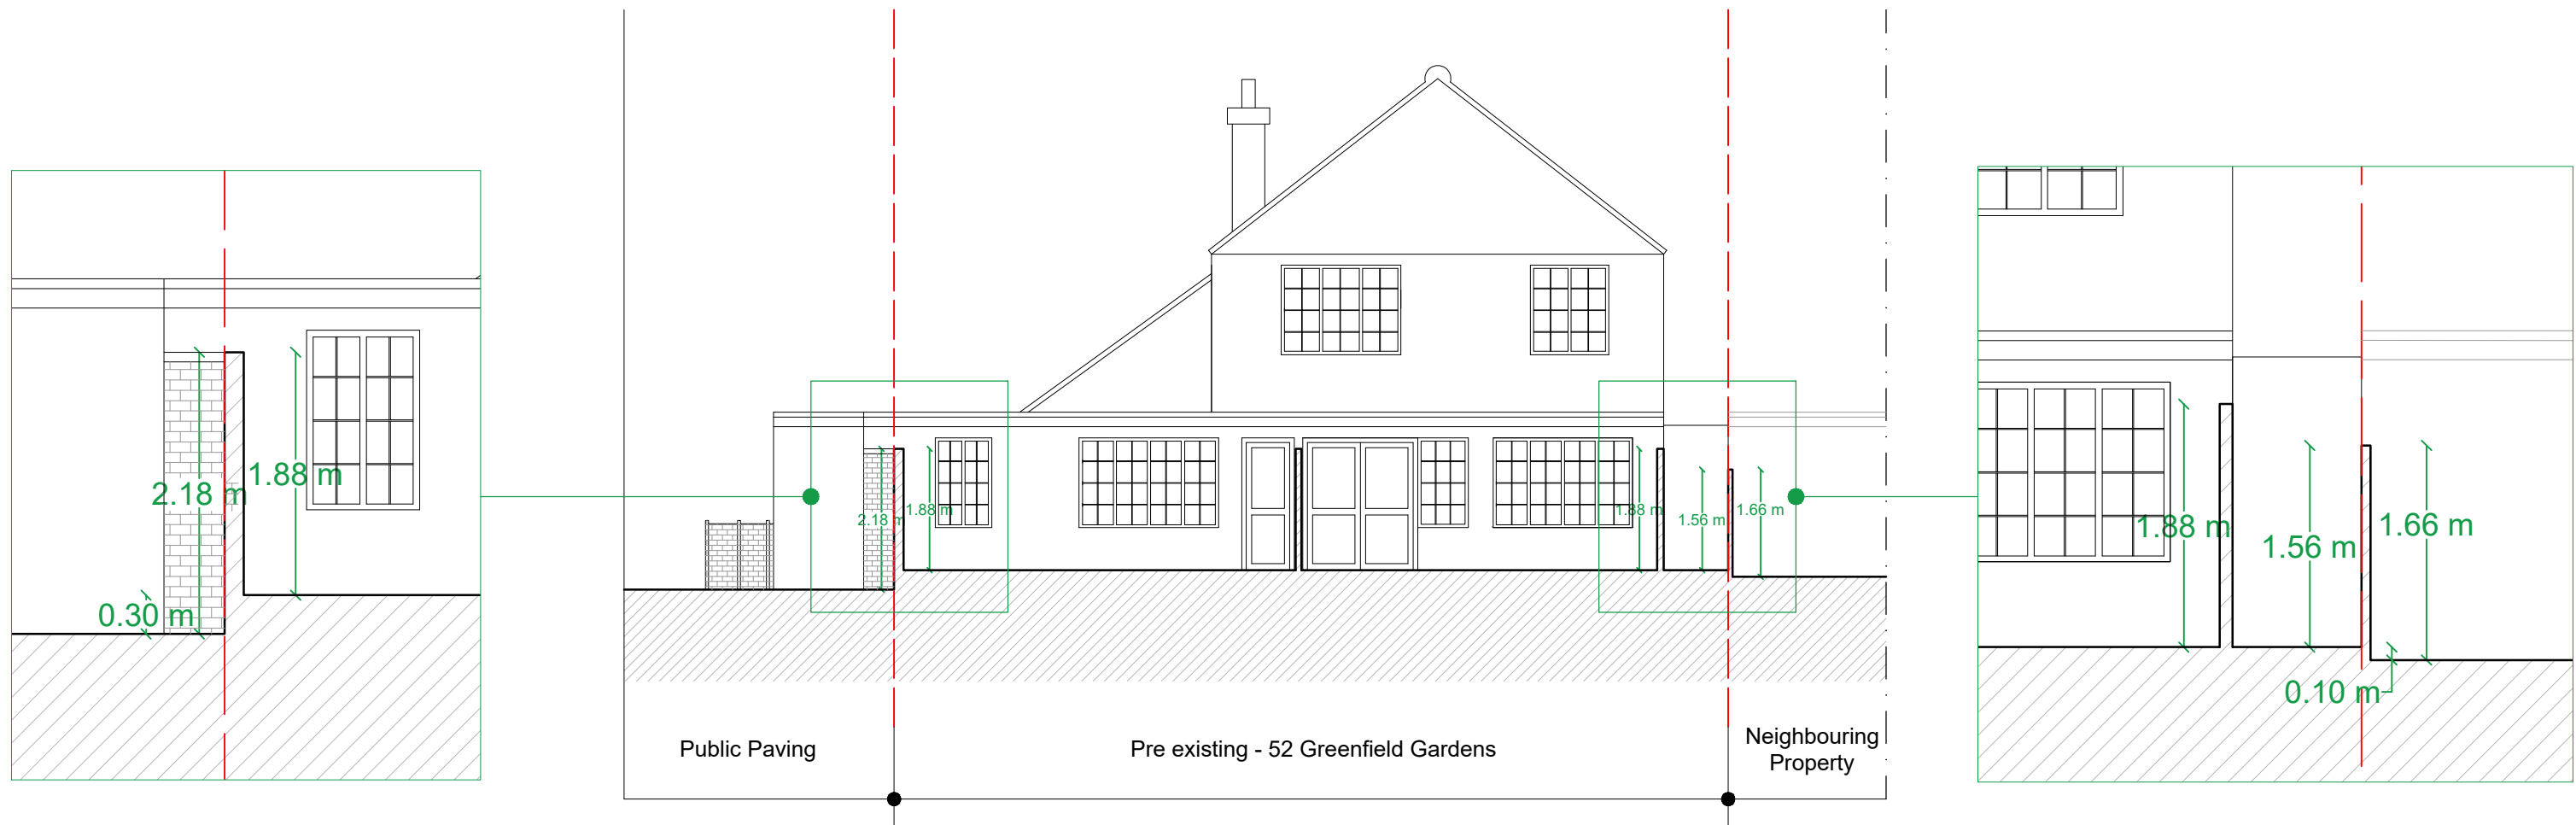 2.18 m
1.88 m
0.30 m
2.18 m
1.88 m
1.88 m
1.56 m
1.66 m
1.88 m
1.56 m
1.66 m
0.10 m
Public Paving
Pre existing - 52 Greenfield Gardens
Neighbouring
Property